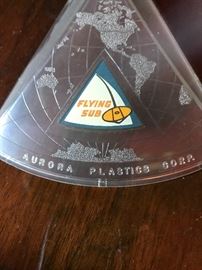 FLYING
SUB
AURORA PLASTICS CORP.